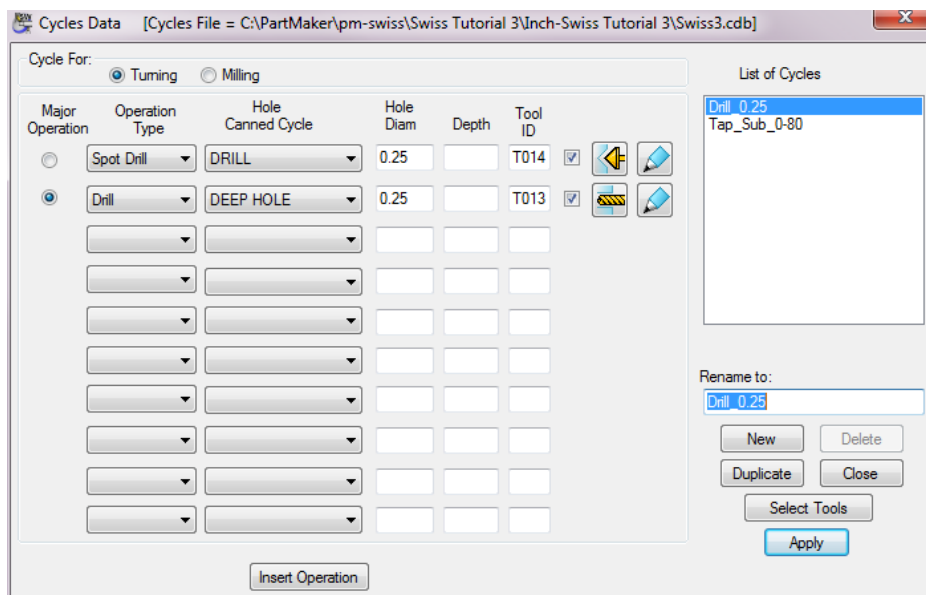 Cycles Data [Cycles File = C:\PartMaker\pm-swiss\Swiss Tutorial 3\Inch-Swiss Tutorial 3\Swiss3.cdb]
Cycle For:
Turning Milling
List of Cycles
Major Operation Operation Type Hole Canned Cycle Hole Diam Depth Tool ID
Spot Drill DRILL 0.25 T014
Drill DEEP HOLE 0.25 T013
Drill_0.25
Tap_Sub_0-80
Rename to:
Drill_0.25
New Delete
Duplicate Close
Select Tools
Apply
Insert Operation